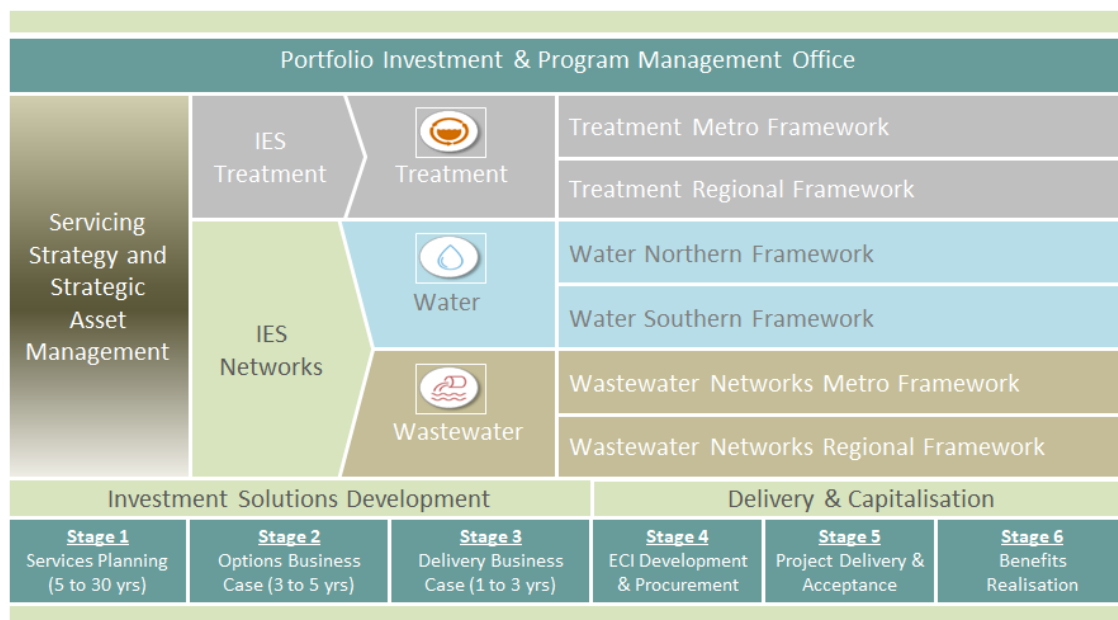 Portfolio Investment & Program Management Office
Servicing
Strategy and
Strategic
Asset
Management
IES
Treatment
Treatment
Treatment Metro Framework
Treatment Regional Framework
IES
Networks
Water
Water Northern Framework
Water Southern Framework
Wastewater
Wastewater Networks Metro Framework
Wastewater Networks Regional Framework
Investment Solutions Development
Delivery & Capitalisation
Stage 1
Services Planning
(5 to 30 yrs)
Stage 2
Options Business
Case (3 to 5 yrs)
Stage 3
Delivery Business
Case (1 to 3 yrs)
Stage 4
ECI Development
& Procurement
Stage 5
Project Delivery &
Acceptance
Stage 6
Benefits
Realisation